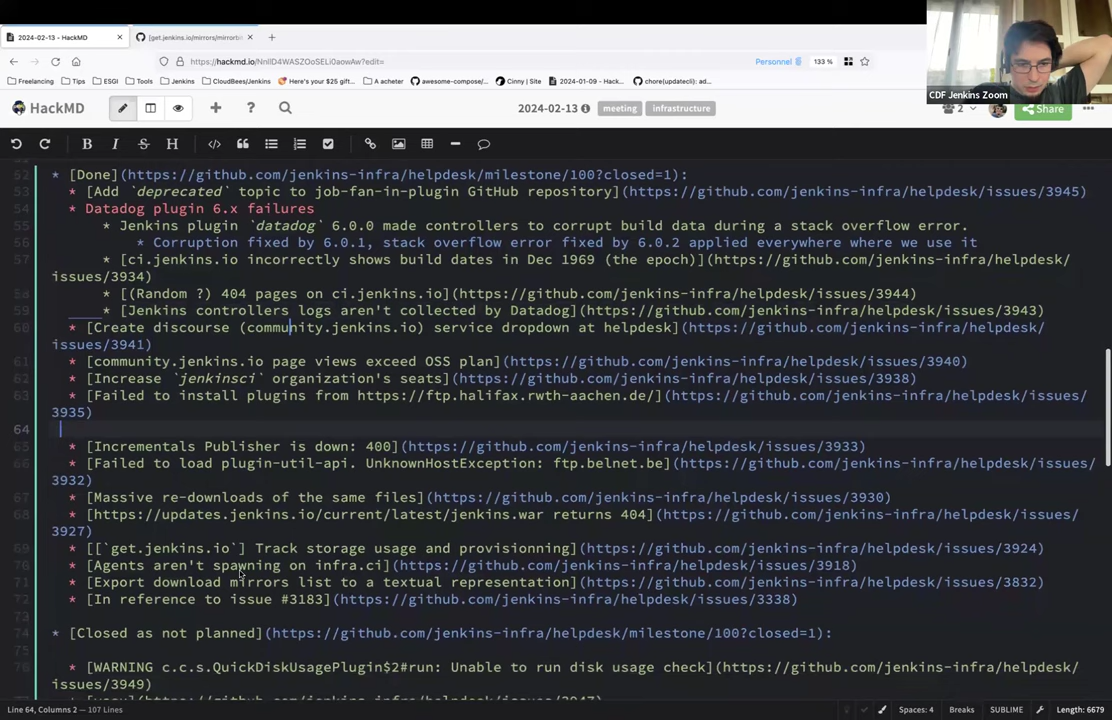 2024-02-13 - HackMD
[get.jenkins.io/mirrors/mirrorbi
https://hackmd.io/NnIlD4WASZOoSELi0aowAw?edit=
Personnel
133 %
Freelancing
Tips
ESGI
Tools
Jenkins
CloudBees/Jenkins
Here's your $25 gift...
A acheter
awesome-compose/...
Cinny | Site
2024-01-09 - HackMD
chore(updatecli): ad...
CDF Jenkins Zoom
HackMD
2024-02-13
meeting
infrastructure
2
Share
52 * [Done](https://github.com/jenkins-infra/helpdesk/milestone/100?closed=1):
53 * [Add `deprecated` topic to job-fan-in-plugin GitHub repository](https://github.com/jenkins-infra/helpdesk/issues/3945)
54 * Datadog plugin 6.x failures
55 * Jenkins plugin `datadog` 6.0.0 made controllers to corrupt build data during a stack overflow error.
56 * Corruption fixed by 6.0.1, stack overflow error fixed by 6.0.2 applied everywhere where we use it
57 * [ci.jenkins.io incorrectly shows build dates in Dec 1969 (the epoch)](https://github.com/jenkins-infra/helpdesk/
issues/3934)
58 * [(Random ?) 404 pages on ci.jenkins.io](https://github.com/jenkins-infra/helpdesk/issues/3944)
59 * [Jenkins controllers logs aren't collected by Datadog](https://github.com/jenkins-infra/helpdesk/issues/3943)
60 * [Create discourse (community.jenkins.io) service dropdown at helpdesk](https://github.com/jenkins-infra/helpdesk/
issues/3941)
61 * [community.jenkins.io page views exceed OSS plan](https://github.com/jenkins-infra/helpdesk/issues/3940)
62 * [Increase `jenkinsci` organization's seats](https://github.com/jenkins-infra/helpdesk/issues/3938)
63 * [Failed to install plugins from https://ftp.halifax.rwth-aachen.de/](https://github.com/jenkins-infra/helpdesk/issues/
3935)
64
65 * [Incrementals Publisher is down: 400](https://github.com/jenkins-infra/helpdesk/issues/3933)
66 * [Failed to load plugin-util-api. UnknownHostException: ftp.belnet.be](https://github.com/jenkins-infra/helpdesk/issues/
3932)
67 * [Massive re-downloads of the same files](https://github.com/jenkins-infra/helpdesk/issues/3930)
68 * [https://updates.jenkins.io/current/latest/jenkins.war returns 404](https://github.com/jenkins-infra/helpdesk/issues/
3927)
69 * [[`get.jenkins.io`] Track storage usage and provisionning](https://github.com/jenkins-infra/helpdesk/issues/3924)
70 * [Agents aren't spawning on infra.ci](https://github.com/jenkins-infra/helpdesk/issues/3918)
71 * [Export download mirrors list to a textual representation](https://github.com/jenkins-infra/helpdesk/issues/3832)
72 * [In reference to issue #3183](https://github.com/jenkins-infra/helpdesk/issues/3338)
73
74 * [Closed as not planned](https://github.com/jenkins-infra/helpdesk/milestone/100?closed=1):
75
76 * [WARNING c.c.s.QuickDiskUsagePlugin$2#run: Unable to run disk usage check](https://github.com/jenkins-infra/helpdesk/
issues/3949)
Line 64, Columns 2 — 107 Lines
Spaces: 4
Breaks
SUBLIME
Length: 6679